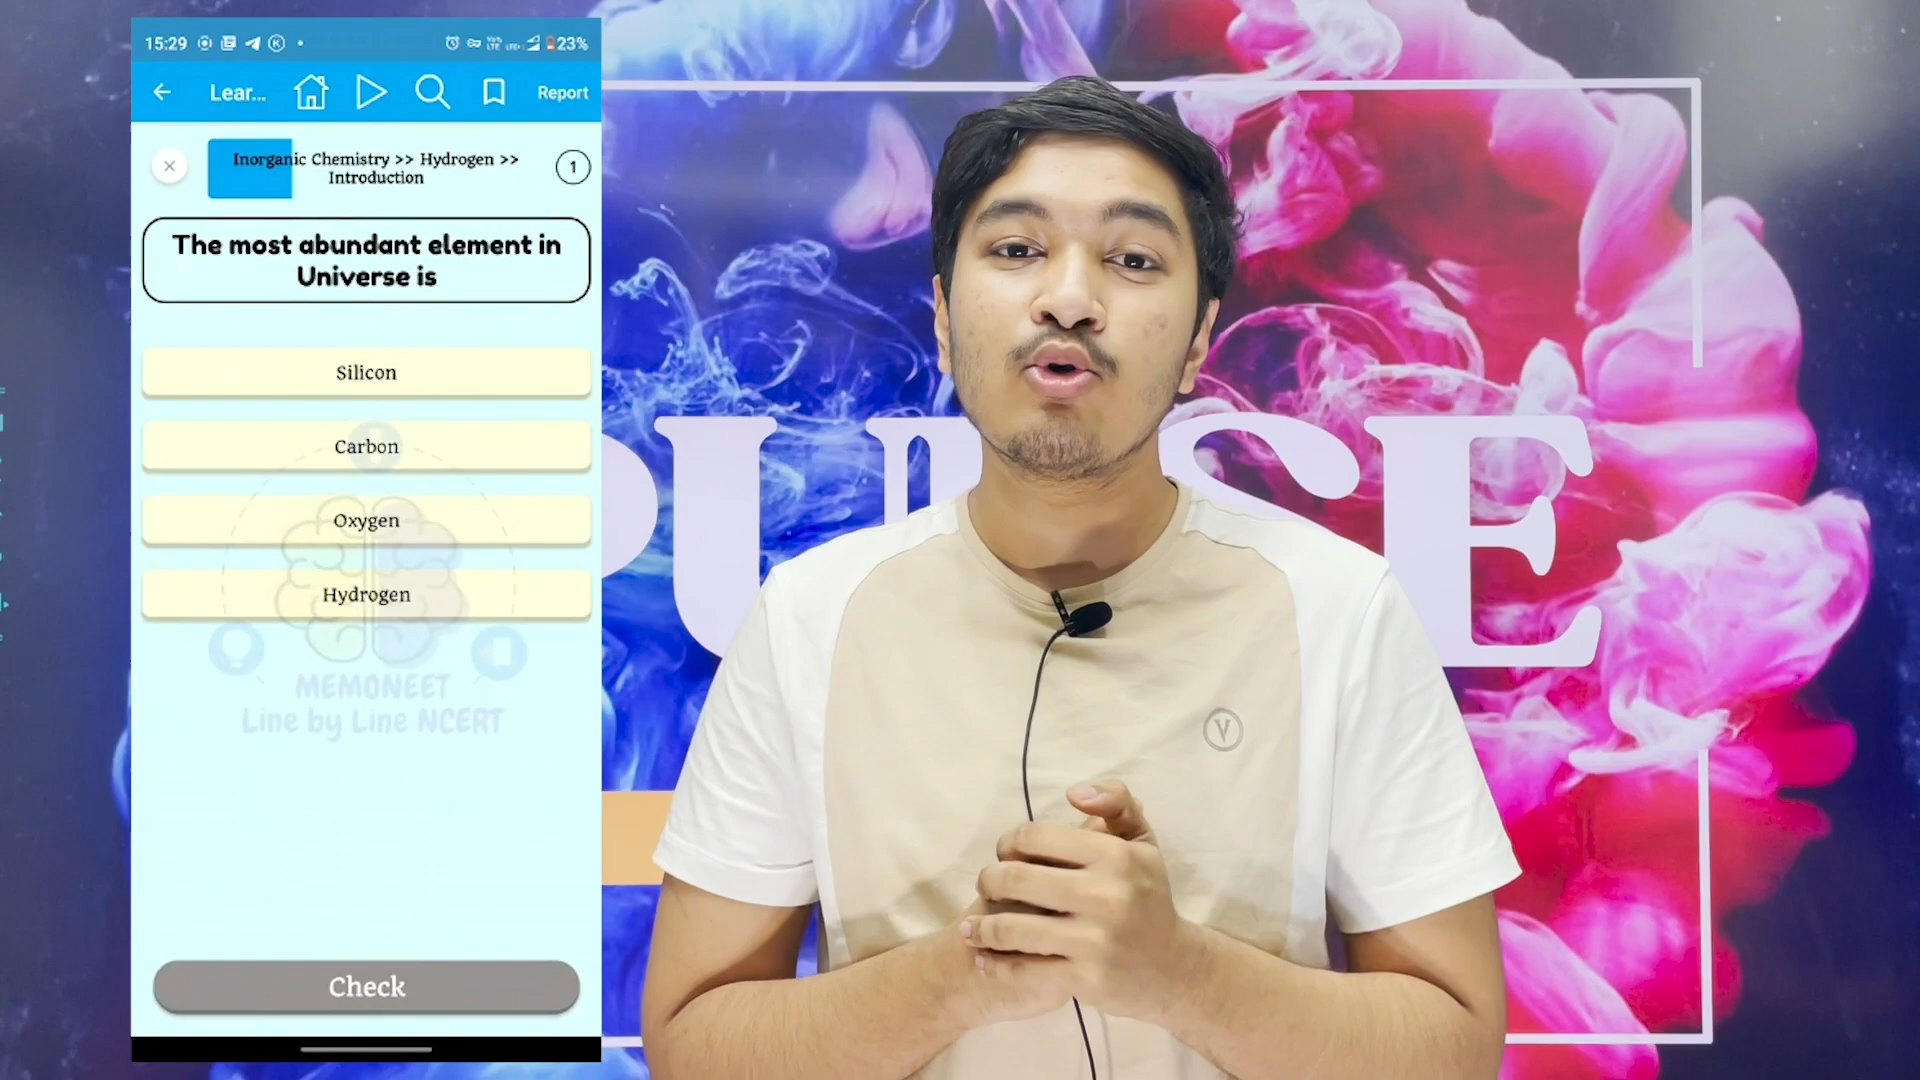 15:29
23%
Lear...
Report
Inorganic Chemistry >> Hydrogen >>
Introduction
1
The most abundant element in
Universe is
Silicon
Carbon
Oxygen
Hydrogen
MEMONEET
Line by Line NCERT
Check
PULSE
V